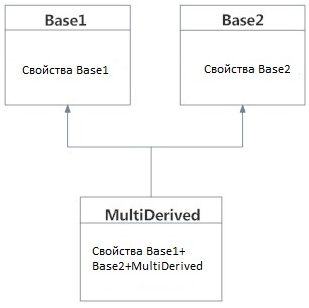 Base1
Base2
Свойства Base1
Свойства Base2
MultiDerived
Свойства Base1+
Base2+MultiDerived